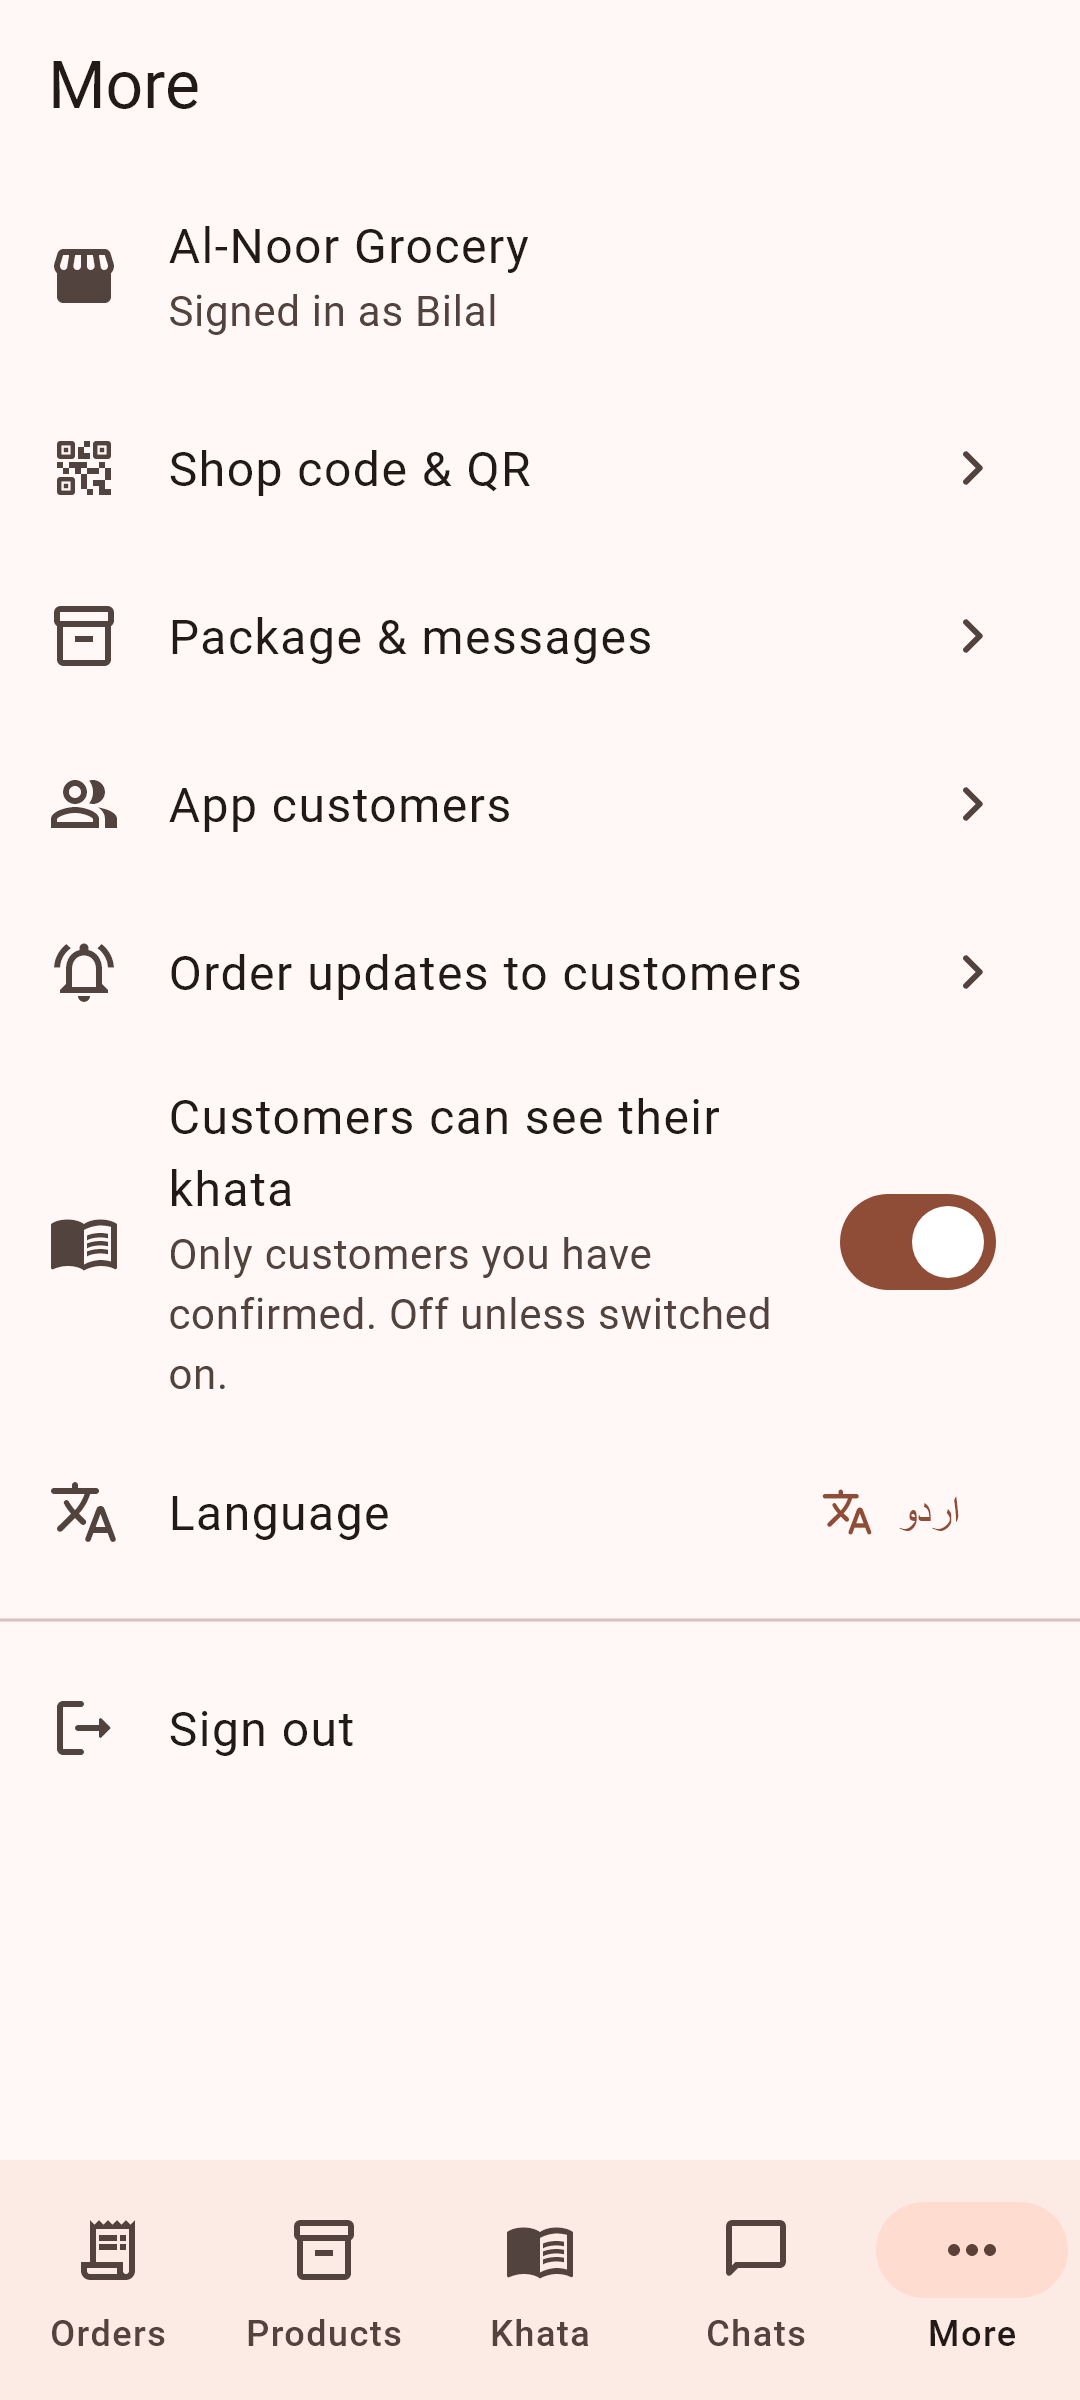 More
Al-Noor Grocery
Signed in as Bilal
Shop code & QR
Package & messages
App customers
Order updates to customers
Customers can see their
khata
Only customers you have
confirmed. Off unless switched
on.
Language
اردو
Sign out
Orders
Products
Khata
Chats
More